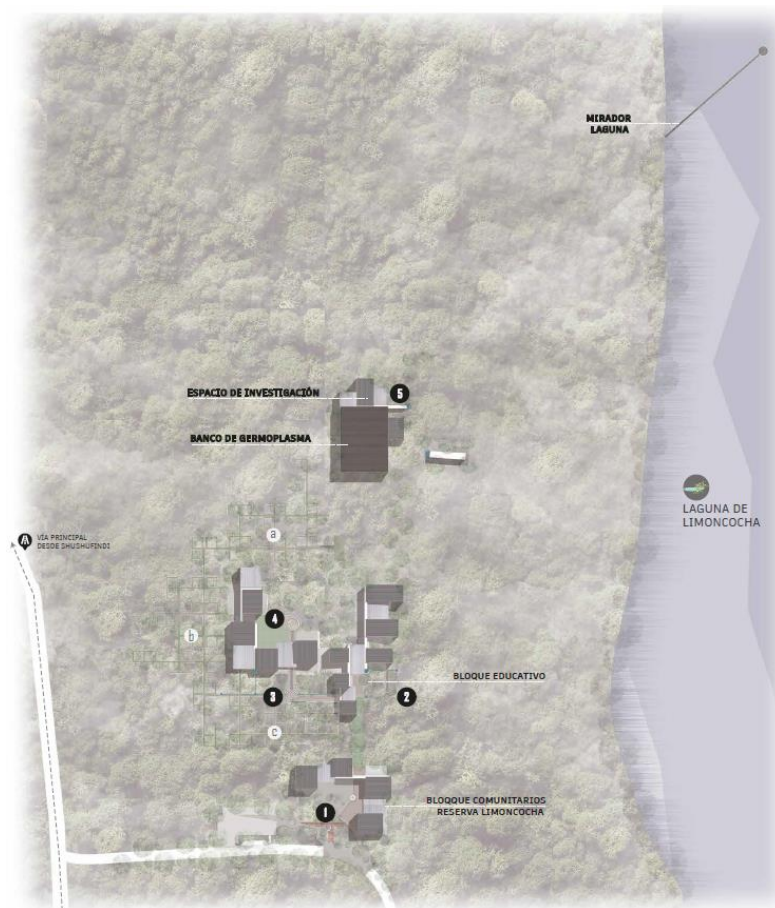 MIRADOR
LAGUNA
ESPACIO DE INVESTIGACIÓN
5
BANCO DE GERMOPLASMA
LAGUNA DE
LIMONCOCHA
a
VÍA PRINCIPAL
DESDE SHUSHUFINDI
4
b
BLOQUE EDUCATIVO
3
2
c
BLOQQUE COMUNITARIOS
RESERVA LIMONCOCHA
1